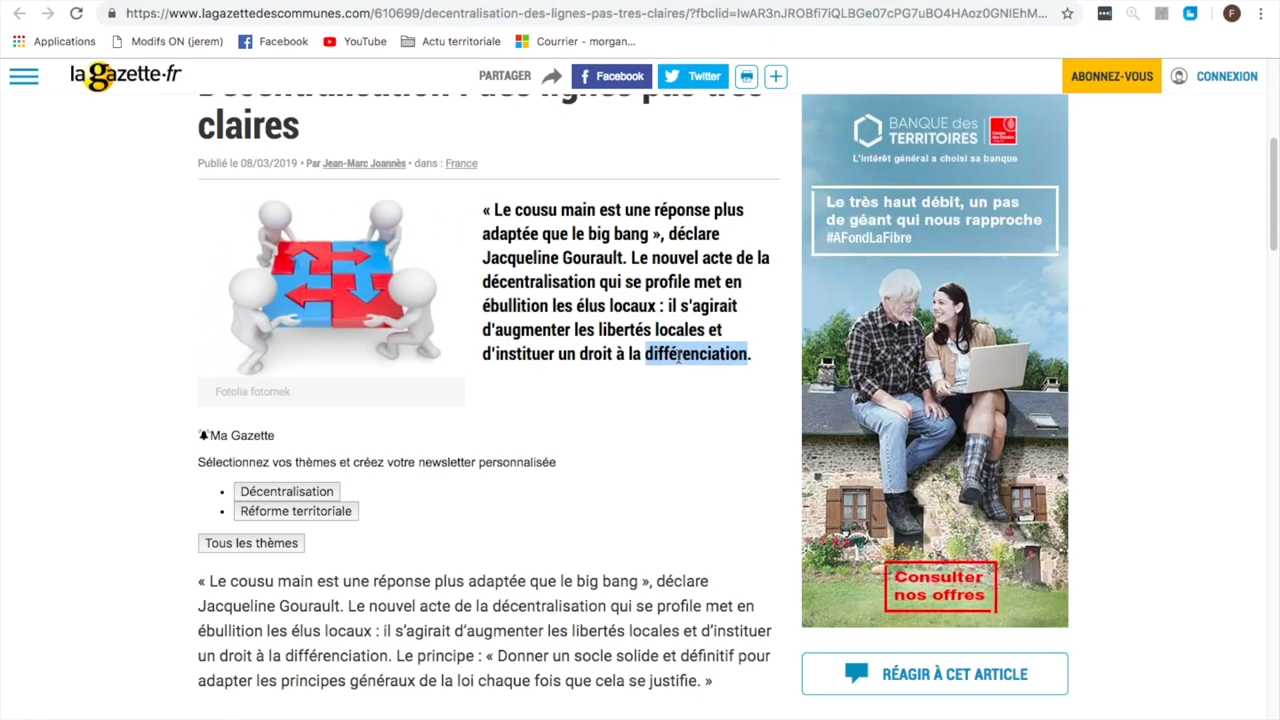 https://www.lagazettedescommunes.com/610699/decentralisation-des-lignes-pas-tres-claires/?fbclid=IwAR3nJROBfi7iQLBGe07cPG7uBO4HAoz0GNIEhM...
F
Applications
Modifs ON (jerem)
Facebook
YouTube
Actu territoriale
Courrier - morgan...
la gazette.fr
PARTAGER
Facebook
Twitter
ABONNEZ-VOUS
CONNEXION
Décentralisation : des lignes pas très
claires
Publié le 08/03/2019 • Par Jean-Marc Joannès • dans : France
« Le cousu main est une réponse plus
adaptée que le big bang », déclare
Jacqueline Gourault. Le nouvel acte de la
décentralisation qui se profile met en
ébullition les élus locaux : il s'agirait
d'augmenter les libertés locales et
d'instituer un droit à la différenciation.
Fotolia fotomek
Ma Gazette
Sélectionnez vos thèmes et créez votre newsletter personnalisée
Décentralisation
Réforme territoriale
Tous les thèmes
« Le cousu main est une réponse plus adaptée que le big bang », déclare
Jacqueline Gourault. Le nouvel acte de la décentralisation qui se profile met en
ébullition les élus locaux : il s’agirait d’augmenter les libertés locales et d’instituer
un droit à la différenciation. Le principe : « Donner un socle solide et définitif pour
adapter les principes généraux de la loi chaque fois que cela se justifie. »
BANQUE des
TERRITOIRES
L'intérêt général a choisi sa banque
Le très haut débit, un pas
de géant qui nous rapproche
#AFondLaFibre
Consulter
nos offres
RÉAGIR À CET ARTICLE